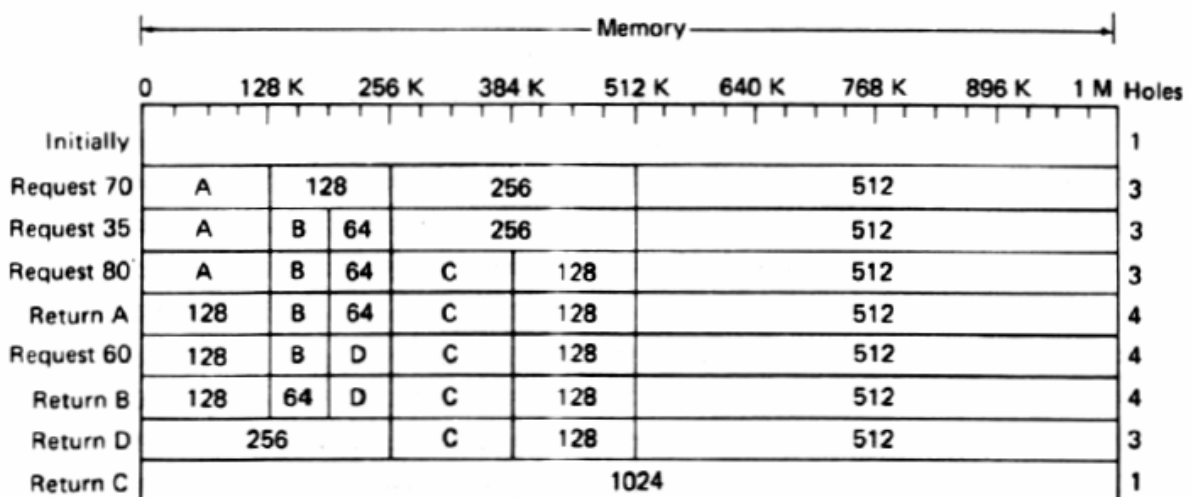 Memory
0 128 K 256 K 384 K 512 K 640 K 768 K 896 K 1 M Holes
Initially 1
Request 70 A 128 256 512 3
Request 35 A B 64 256 512 3
Request 80 A B 64 C 128 512 3
Return A 128 B 64 C 128 512 4
Request 60 128 B D C 128 512 4
Return B 128 64 D C 128 512 4
Return D 256 C 128 512 3
Return C 1024 1